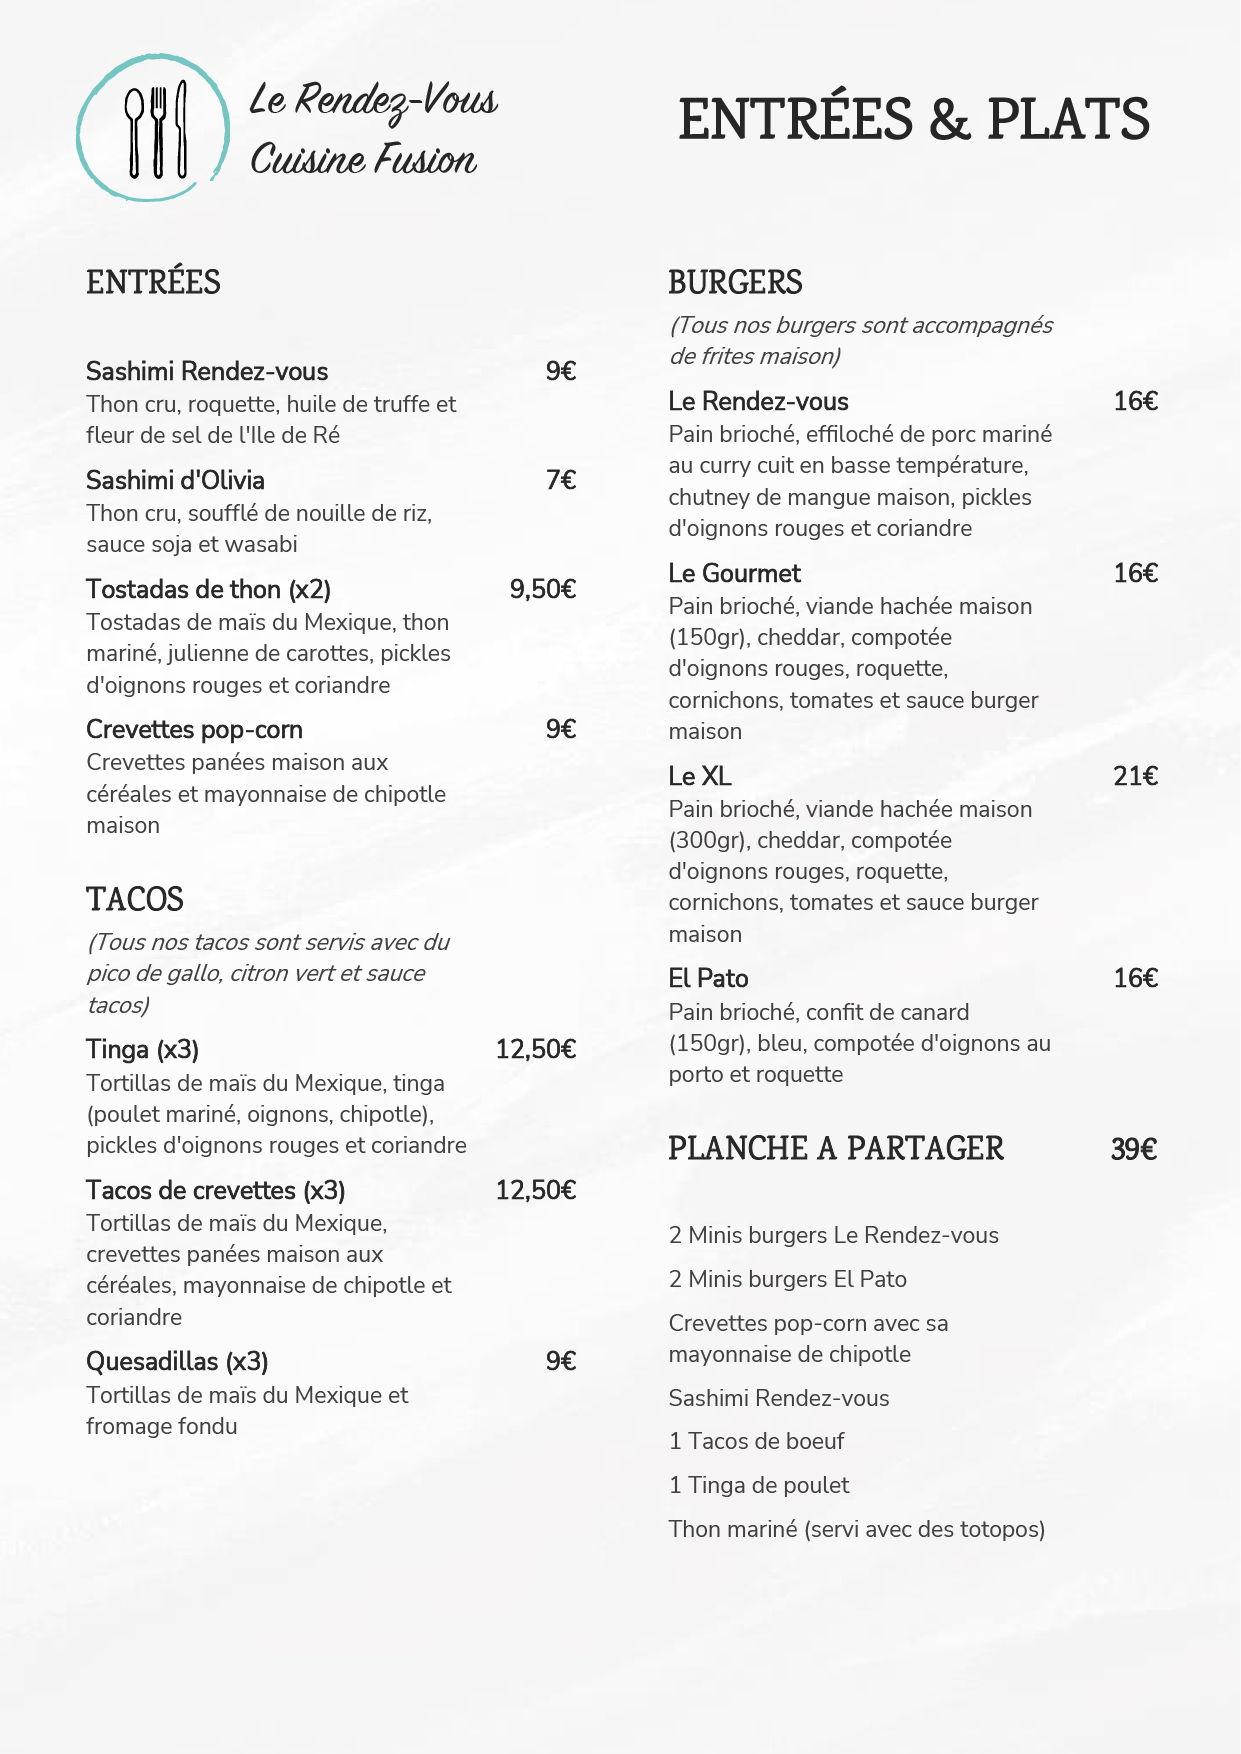 Le Rendez-Vous
Cuisine Fusion
ENTRÉES & PLATS
ENTRÉES
Sashimi Rendez-vous 9€
Thon cru, roquette, huile de truffe et
fleur de sel de l'Ile de Ré
Sashimi d'Olivia 7€
Thon cru, soufflé de nouille de riz,
sauce soja et wasabi
Tostadas de thon (x2) 9,50€
Tostadas de maïs du Mexique, thon
mariné, julienne de carottes, pickles
d'oignons rouges et coriandre
Crevettes pop-corn 9€
Crevettes panées maison aux
céréales et mayonnaise de chipotle
maison
TACOS
(Tous nos tacos sont servis avec du
pico de gallo, citron vert et sauce
tacos)
Tinga (x3) 12,50€
Tortillas de maïs du Mexique, tinga
(poulet mariné, oignons, chipotle),
pickles d'oignons rouges et coriandre
Tacos de crevettes (x3) 12,50€
Tortillas de maïs du Mexique,
crevettes panées maison aux
céréales, mayonnaise de chipotle et
coriandre
Quesadillas (x3) 9€
Tortillas de maïs du Mexique et
fromage fondu
BURGERS
(Tous nos burgers sont accompagnés
de frites maison)
Le Rendez-vous 16€
Pain brioché, effiloché de porc mariné
au curry cuit en basse température,
chutney de mangue maison, pickles
d'oignons rouges et coriandre
Le Gourmet 16€
Pain brioché, viande hachée maison
(150gr), cheddar, compotée
d'oignons rouges, roquette,
cornichons, tomates et sauce burger
maison
Le XL 21€
Pain brioché, viande hachée maison
(300gr), cheddar, compotée
d'oignons rouges, roquette,
cornichons, tomates et sauce burger
maison
El Pato 16€
Pain brioché, confit de canard
(150gr), bleu, compotée d'oignons au
porto et roquette
PLANCHE A PARTAGER 39€
2 Minis burgers Le Rendez-vous
2 Minis burgers El Pato
Crevettes pop-corn avec sa
mayonnaise de chipotle
Sashimi Rendez-vous
1 Tacos de boeuf
1 Tinga de poulet
Thon mariné (servi avec des totopos)